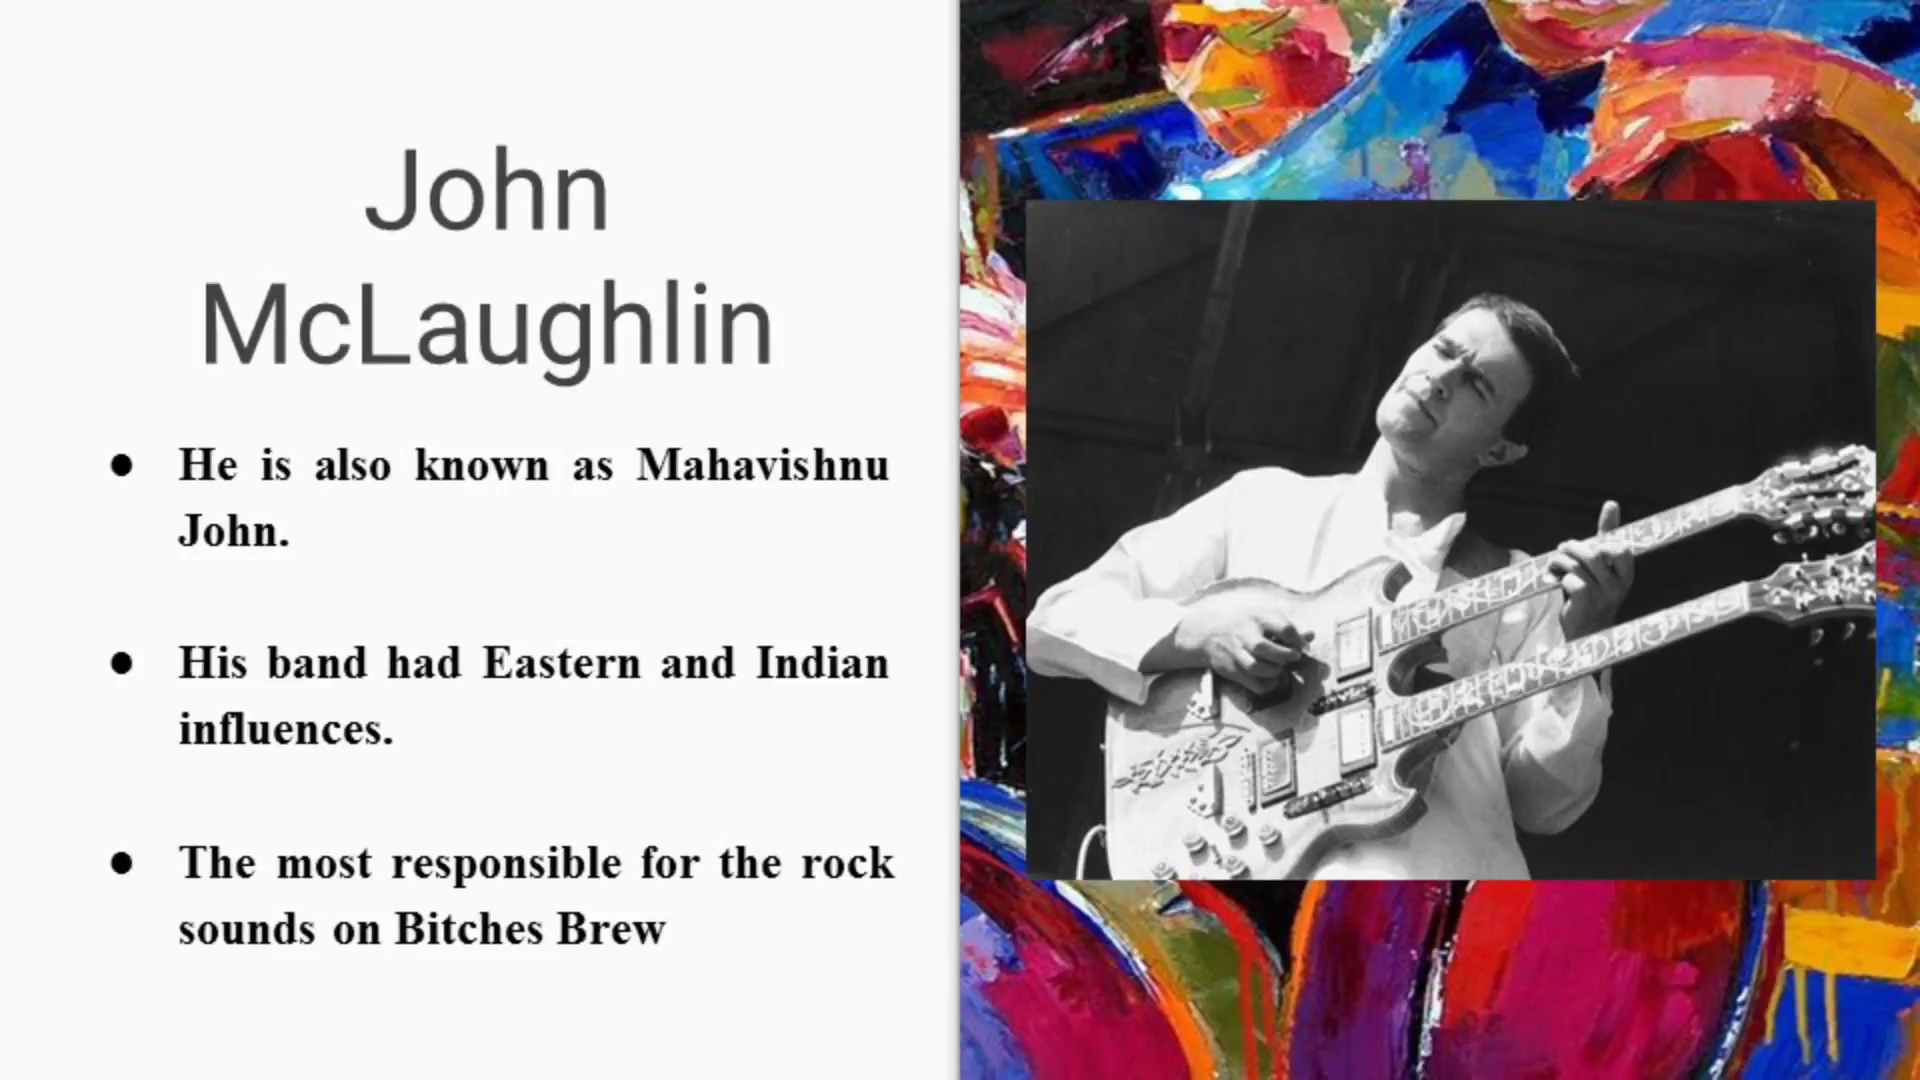 John
McLaughlin
● He is also known as Mahavishnu
John.
● His band had Eastern and Indian
influences.
● The most responsible for the rock
sounds on Bitches Brew